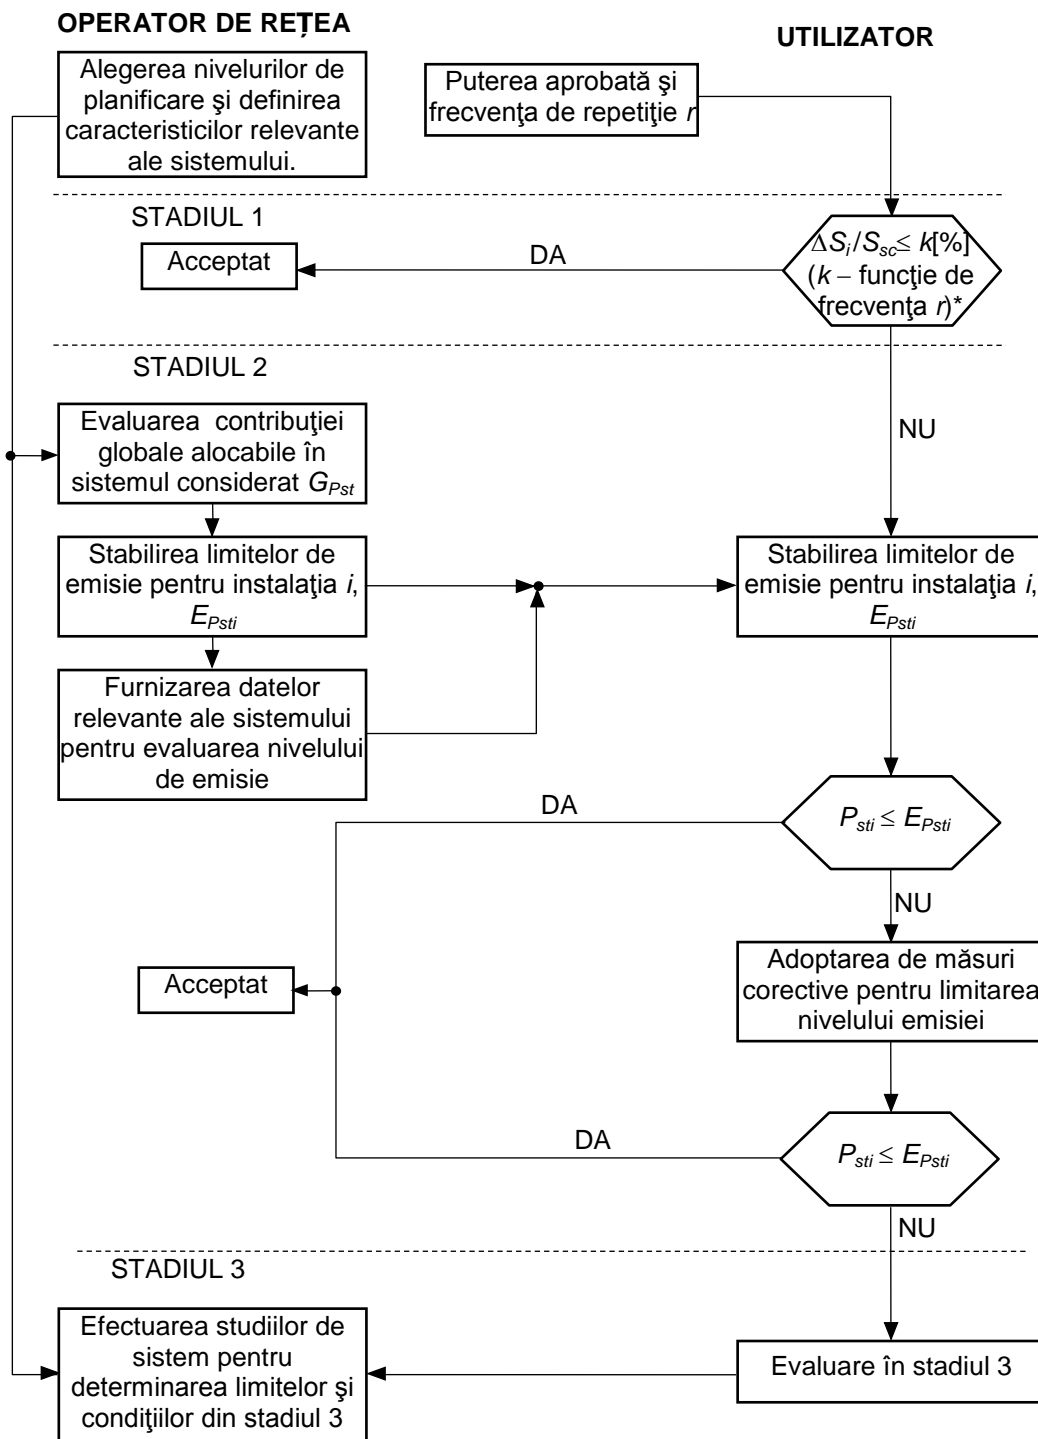 OPERATOR DE REȚEA
UTILIZATOR
Alegerea nivelurilor de
planificare şi definirea
caracteristicilor relevante
ale sistemului.
Puterea aprobată şi
frecvenţa de repetiţie r
STADIUL 1
Acceptat
DA
ΔSi/Ssc≤ k[%]
(k – funcţie de
frecvenţa r)*
STADIUL 2
NU
Evaluarea contribuţiei
globale alocabile în
sistemul considerat GPst
Stabilirea limitelor de
emisie pentru instalaţia i,
EPsti
Stabilirea limitelor de
emisie pentru instalaţia i,
EPsti
Furnizarea datelor
relevante ale sistemului
pentru evaluarea nivelului
de emisie
DA
Psti ≤ EPsti
NU
Acceptat
Adoptarea de măsuri
corective pentru limitarea
nivelului emisiei
DA
Psti ≤ EPsti
NU
STADIUL 3
Efectuarea studiilor de
sistem pentru
determinarea limitelor şi
condiţiilor din stadiul 3
Evaluare în stadiul 3